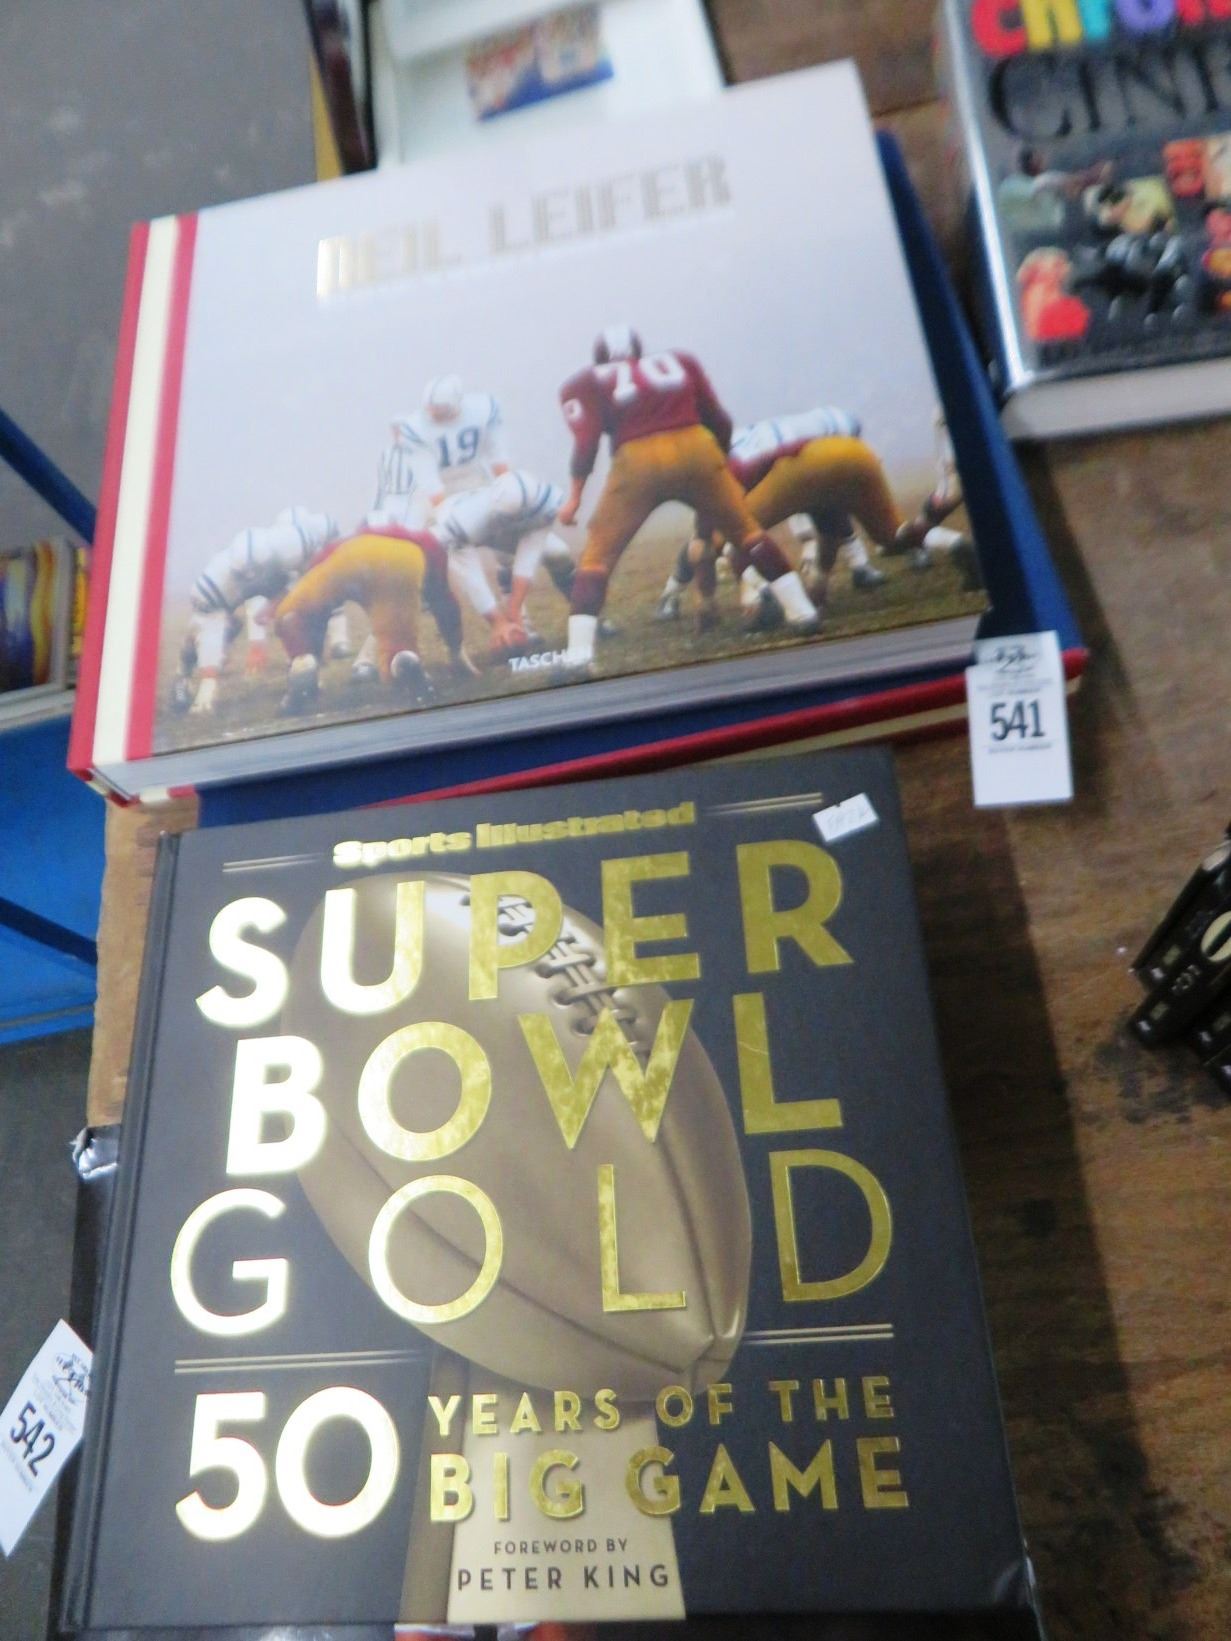 CINE
NEIL LEIFER
70
19
TASCHEN
541
Sports Illustrated
SUPER
BOWL
GOLD
50 YEARS OF THE
BIG GAME
FOREWORD BY
PETER KING
542